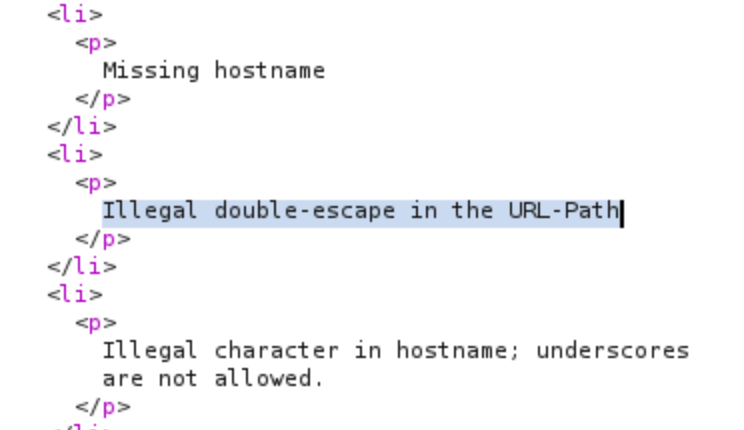 <li>
<p>
Missing hostname
</p>
</li>
<li>
<p>
Illegal double-escape in the URL-Path
</p>
</li>
<li>
<p>
Illegal character in hostname; underscores
are not allowed.
</p>
</li>